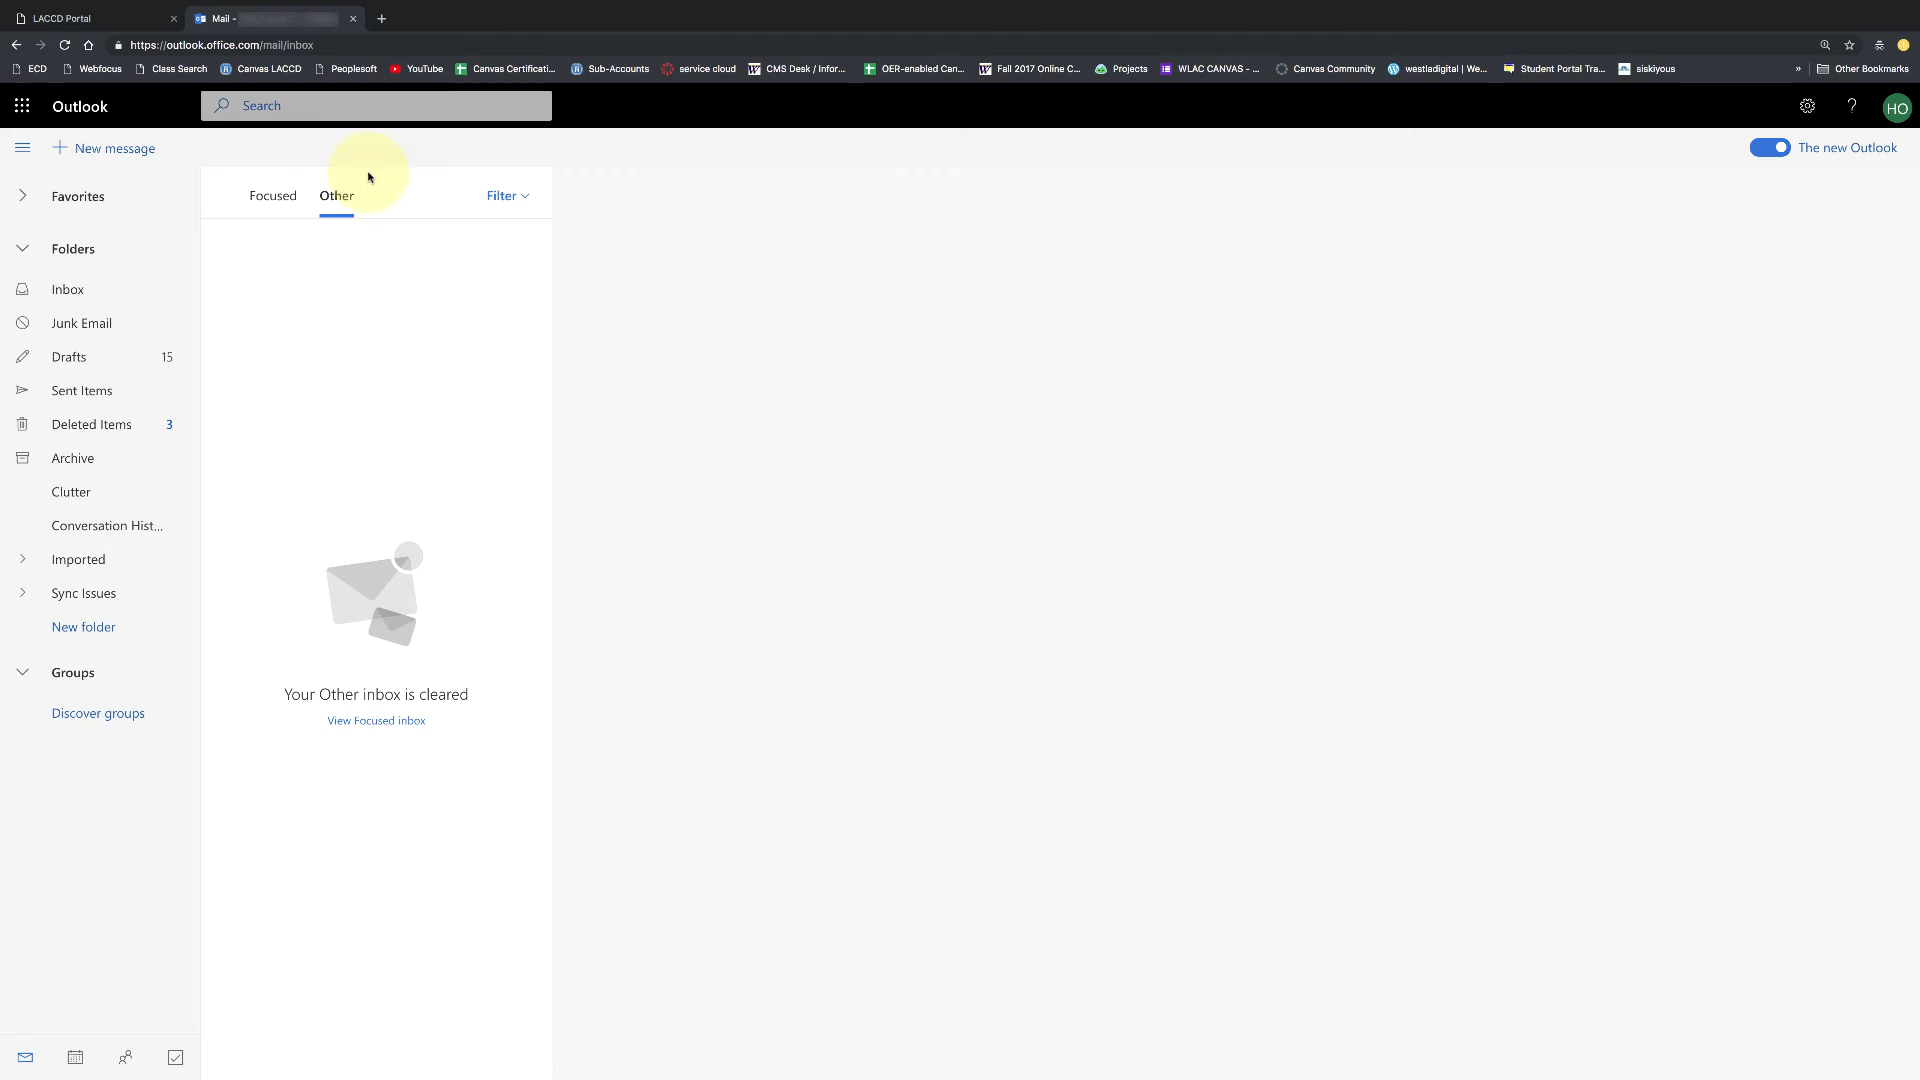 LACCD Portal
Mail -
https://outlook.office.com/mail/inbox
ECD
Webfocus
Class Search
Canvas LACCD
Peoplesoft
YouTube
Canvas Certificati...
Sub-Accounts
service cloud
CMS Desk / Infor...
OER-enabled Can...
Fall 2017 Online C...
Projects
WLAC CANVAS - ...
Canvas Community
westladigital | We...
Student Portal Tra...
siskiyous
»
Other Bookmarks
Outlook
Search
?
HO
New message
The new Outlook
Favorites
Focused
Other
Filter
Folders
Inbox
Junk Email
Drafts 15
Sent Items
Deleted Items 3
Archive
Clutter
Conversation Hist...
Imported
Sync Issues
New folder
Groups
Discover groups
Your Other inbox is cleared
View Focused inbox